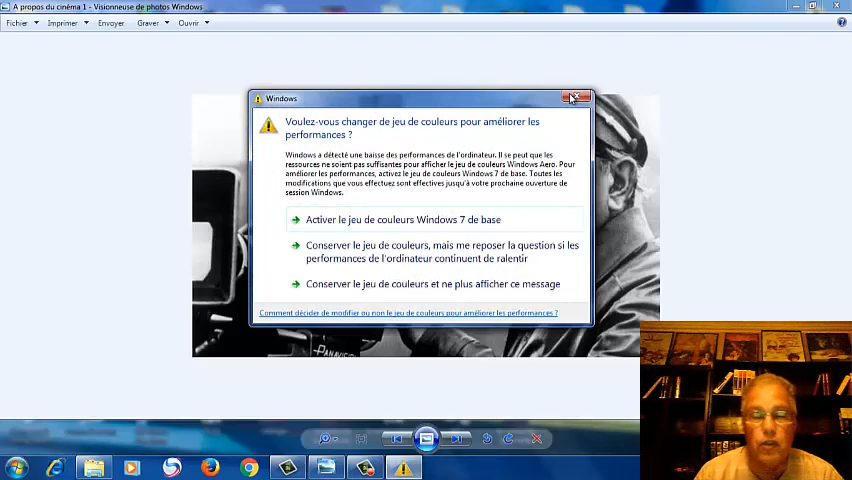 A propos du cinéma 1 - Visionneuse de photos Windows
Fichier Imprimer Envoyer Graver Ouvrir
Windows
Voulez-vous changer de jeu de couleurs pour améliorer les
performances ?
Windows a détecté une baisse des performances de l'ordinateur. Il se peut que les
ressources ne soient pas suffisantes pour afficher le jeu de couleurs Windows Aero. Pour
améliorer les performances, activez le jeu de couleurs Windows 7 de base. Toutes les
modifications que vous effectuez sont effectives jusqu'à votre prochaine ouverture de
session Windows.
Activer le jeu de couleurs Windows 7 de base
Conserver le jeu de couleurs, mais me reposer la question si les
performances de l'ordinateur continuent de ralentir
Conserver le jeu de couleurs et ne plus afficher ce message
Comment décider de modifier ou non le jeu de couleurs pour améliorer les performances ?
PANAVISION